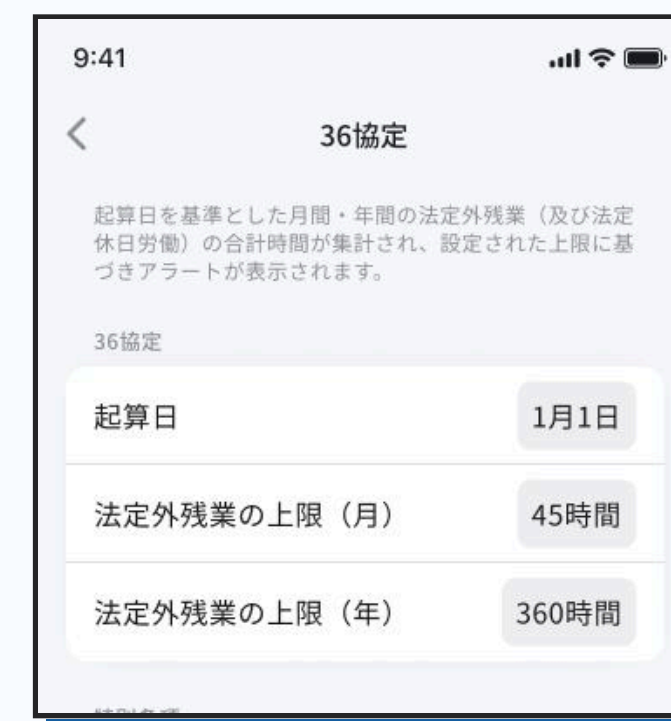 9:41
36協定
起算日を基準とした月間・年間の法定外残業（及び法定
休日労働）の合計時間が集計され、設定された上限に基
づきアラートが表示されます。
36協定
起算日 1月1日
法定外残業の上限（月） 45時間
法定外残業の上限（年） 360時間